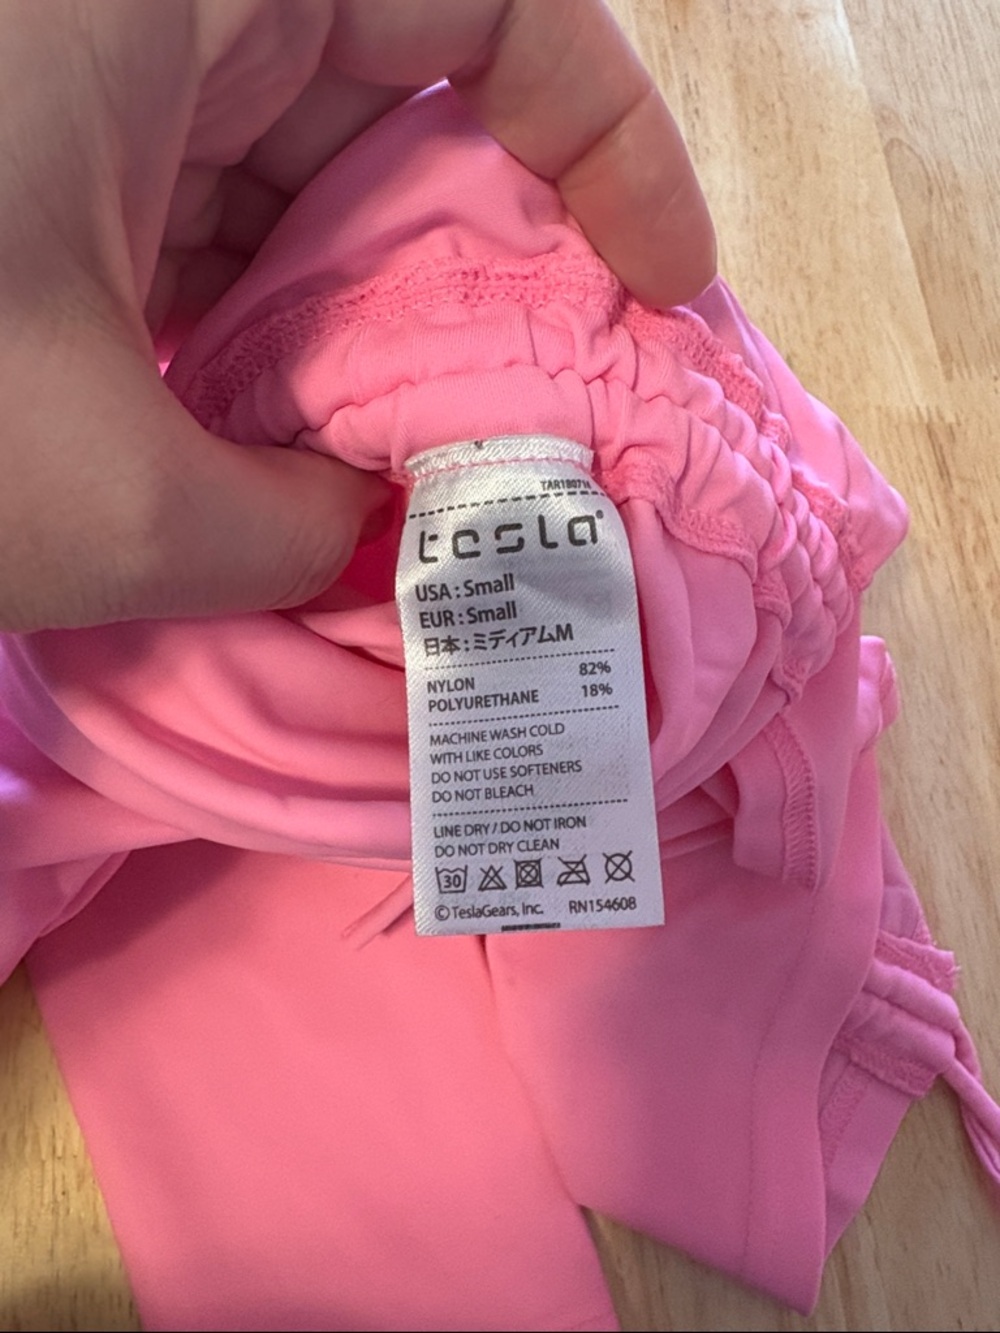 TAR180714
tesla
USA : Small
EUR : Small
日本 : ミディアムM
NYLON 82%
POLYURETHANE 18%
MACHINE WASH COLD
WITH LIKE COLORS
DO NOT USE SOFTENERS
DO NOT BLEACH
LINE DRY / DO NOT IRON
DO NOT DRY CLEAN
30
© TeslaGears, Inc. RN154608